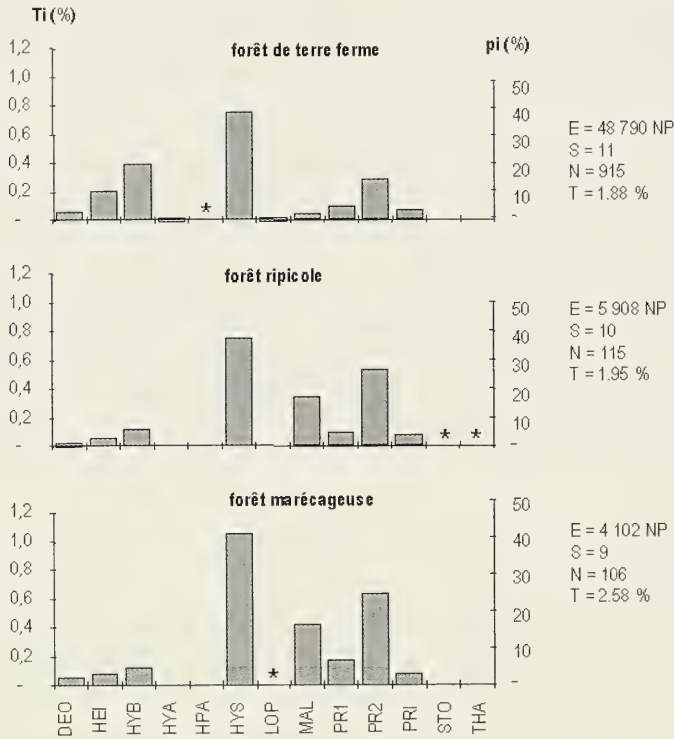 Ti (%)
forêt de terre ferme
pi (%)
1,2
1,0
0,8
0,6
0,4
0,2
-
*
50
40
30
20
10
-
E = 48 790 NP
S = 11
N = 915
T = 1.88 %
forêt ripicole
1,2
1,0
0,8
0,6
0,4
0,2
-
* *
50
40
30
20
10
-
E = 5 908 NP
S = 10
N = 115
T = 1.95 %
forêt marécageuse
1,2
1,0
0,8
0,6
0,4
0,2
-
*
50
40
30
20
10
-
E = 4 102 NP
S = 9
N = 106
T = 2.58 %
DEO HEI HYB HYA HPA HYS LOP MAL PR1 PR2 PRI STO THA